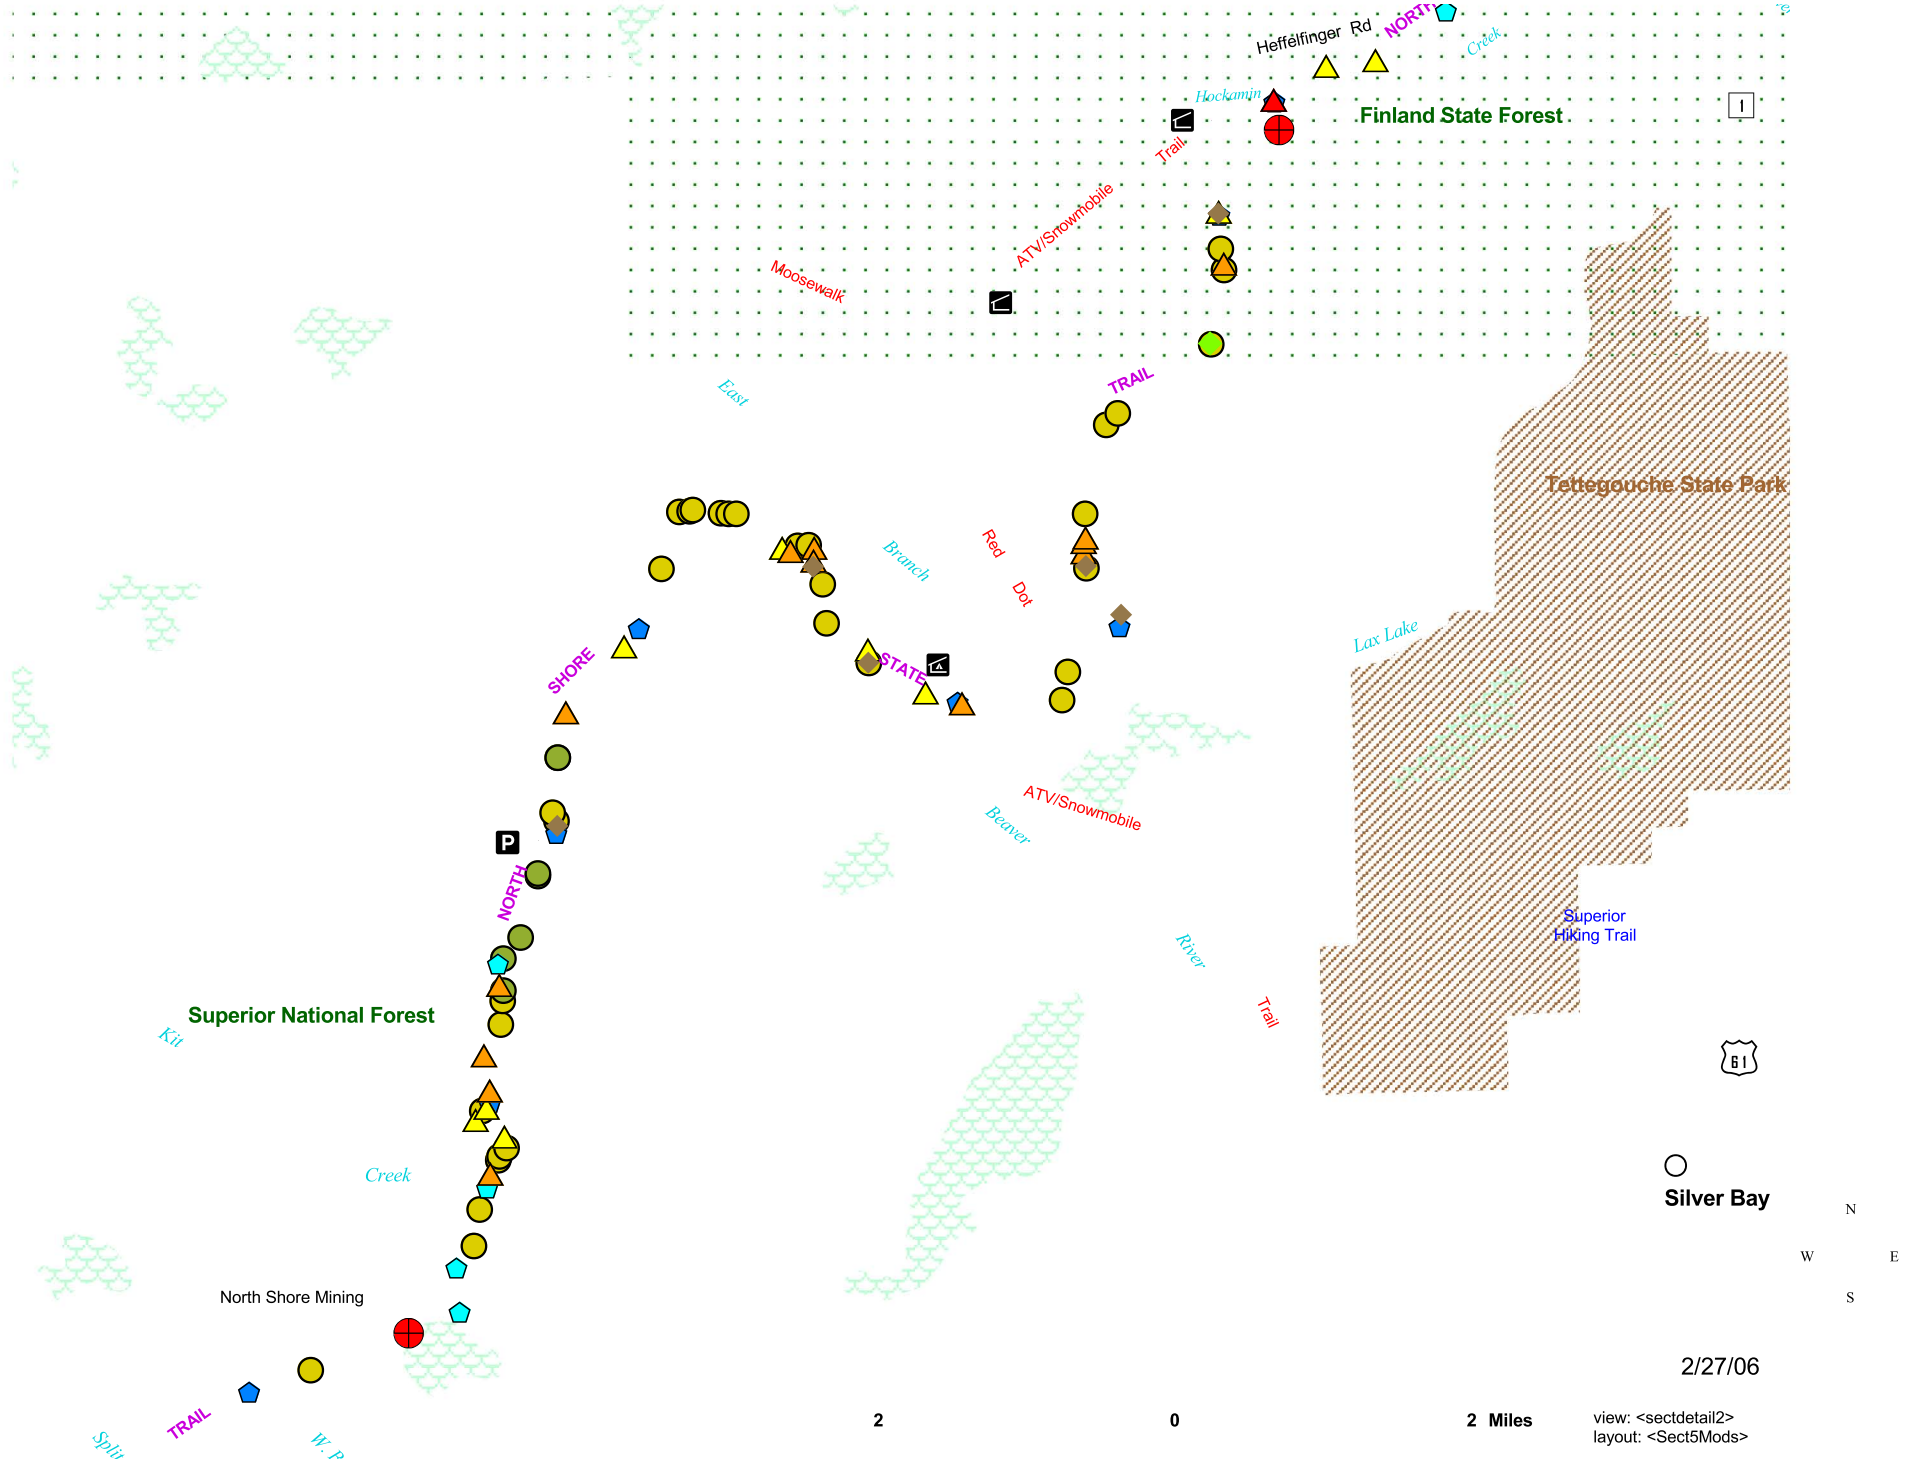 NORTH
Heffelfinger Rd
Creek
Hockamin
Finland State Forest
1
Trail
ATV/Snowmobile
Moosewalk
TRAIL
East
Tettegouche State Park
Red
Branch
Dot
Lax Lake
SHORE
STATE
ATV/Snowmobile
Beaver
P
NORTH
Superior
Hiking Trail
River
Trail
Superior National Forest
Kit
61
Creek
Silver Bay
N
W E
S
North Shore Mining
2/27/06
TRAIL
2 0 2 Miles
view: <sectdetail2>
layout: <Sect5Mods>
Split
W.